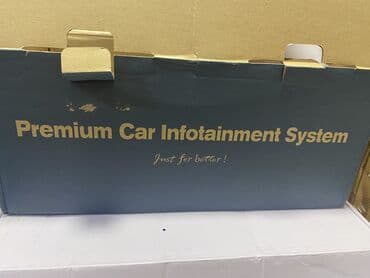 Premium Car Infotainment System
Just for better!